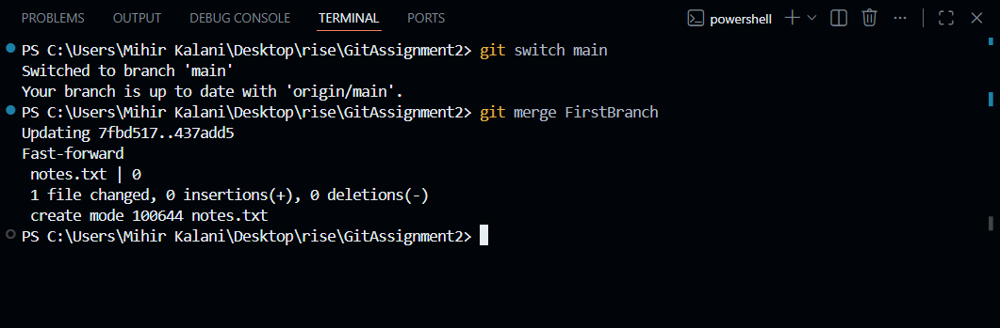 PROBLEMS OUTPUT DEBUG CONSOLE TERMINAL PORTS powershell
PS C:\Users\Mihir Kalani\Desktop\rise\GitAssignment2> git switch main
Switched to branch 'main'
Your branch is up to date with 'origin/main'.
PS C:\Users\Mihir Kalani\Desktop\rise\GitAssignment2> git merge FirstBranch
Updating 7fbd517..437add5
Fast-forward
 notes.txt | 0
 1 file changed, 0 insertions(+), 0 deletions(-)
 create mode 100644 notes.txt
PS C:\Users\Mihir Kalani\Desktop\rise\GitAssignment2>